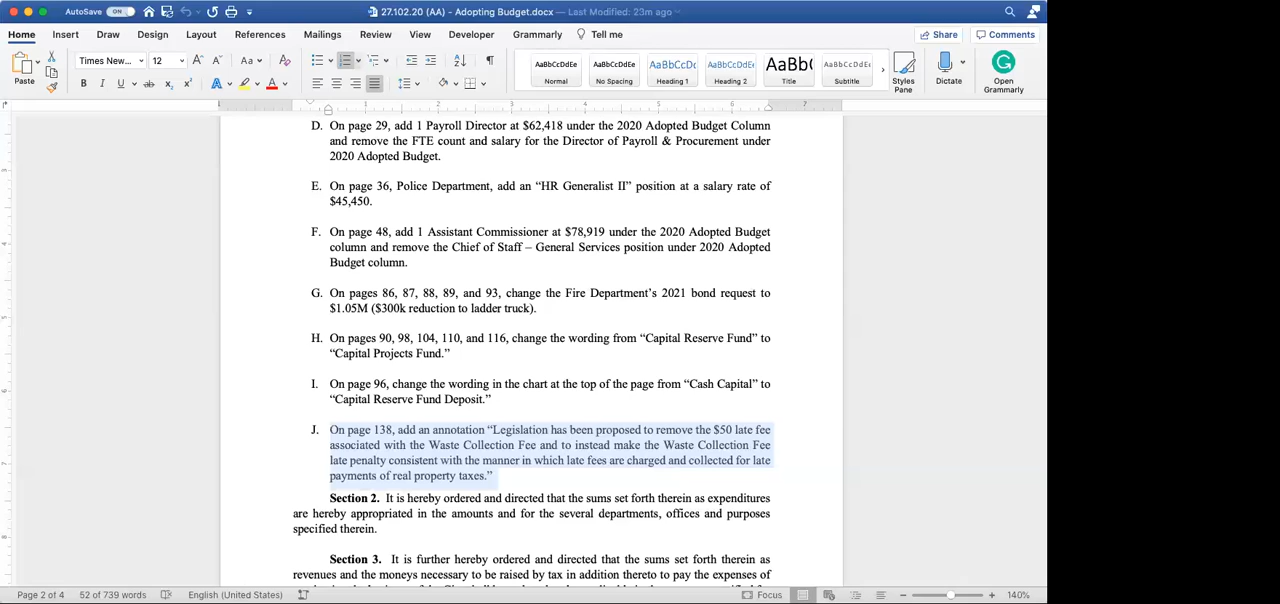 AutoSave ON
27.102.20 (AA) - Adopting Budget.docx — Last Modified: 23m ago
Home Insert Draw Design Layout References Mailings Review View Developer Grammarly Tell me Share Comments
Paste
Times New... 12
Aa
B I U ab x₂ x²
A A
AaBbCcDdEe Normal
AaBbCcDdEe No Spacing
AaBbCcDc Heading 1
AaBbCcDdEe Heading 2
AaBb( Title
AaBbCcDdEe Subtitle
Styles Pane
Dictate
Open Grammarly
1 2 3 4 5 6 7
D. On page 29, add 1 Payroll Director at $62,418 under the 2020 Adopted Budget Column
and remove the FTE count and salary for the Director of Payroll & Procurement under
2020 Adopted Budget.
E. On page 36, Police Department, add an “HR Generalist II” position at a salary rate of
$45,450.
F. On page 48, add 1 Assistant Commissioner at $78,919 under the 2020 Adopted Budget
column and remove the Chief of Staff – General Services position under 2020 Adopted
Budget column.
G. On pages 86, 87, 88, 89, and 93, change the Fire Department’s 2021 bond request to
$1.05M ($300k reduction to ladder truck).
H. On pages 90, 98, 104, 110, and 116, change the wording from “Capital Reserve Fund” to
“Capital Projects Fund.”
I. On page 96, change the wording in the chart at the top of the page from “Cash Capital” to
“Capital Reserve Fund Deposit.”
J. On page 138, add an annotation “Legislation has been proposed to remove the $50 late fee
associated with the Waste Collection Fee and to instead make the Waste Collection Fee
late penalty consistent with the manner in which late fees are charged and collected for late
payments of real property taxes.”
Section 2. It is hereby ordered and directed that the sums set forth therein as expenditures
are hereby appropriated in the amounts and for the several departments, offices and purposes
specified therein.
Section 3. It is further hereby ordered and directed that the sums set forth therein as
revenues and the moneys necessary to be raised by tax in addition thereto to pay the expenses of
Page 2 of 4 52 of 739 words English (United States) Focus 140%